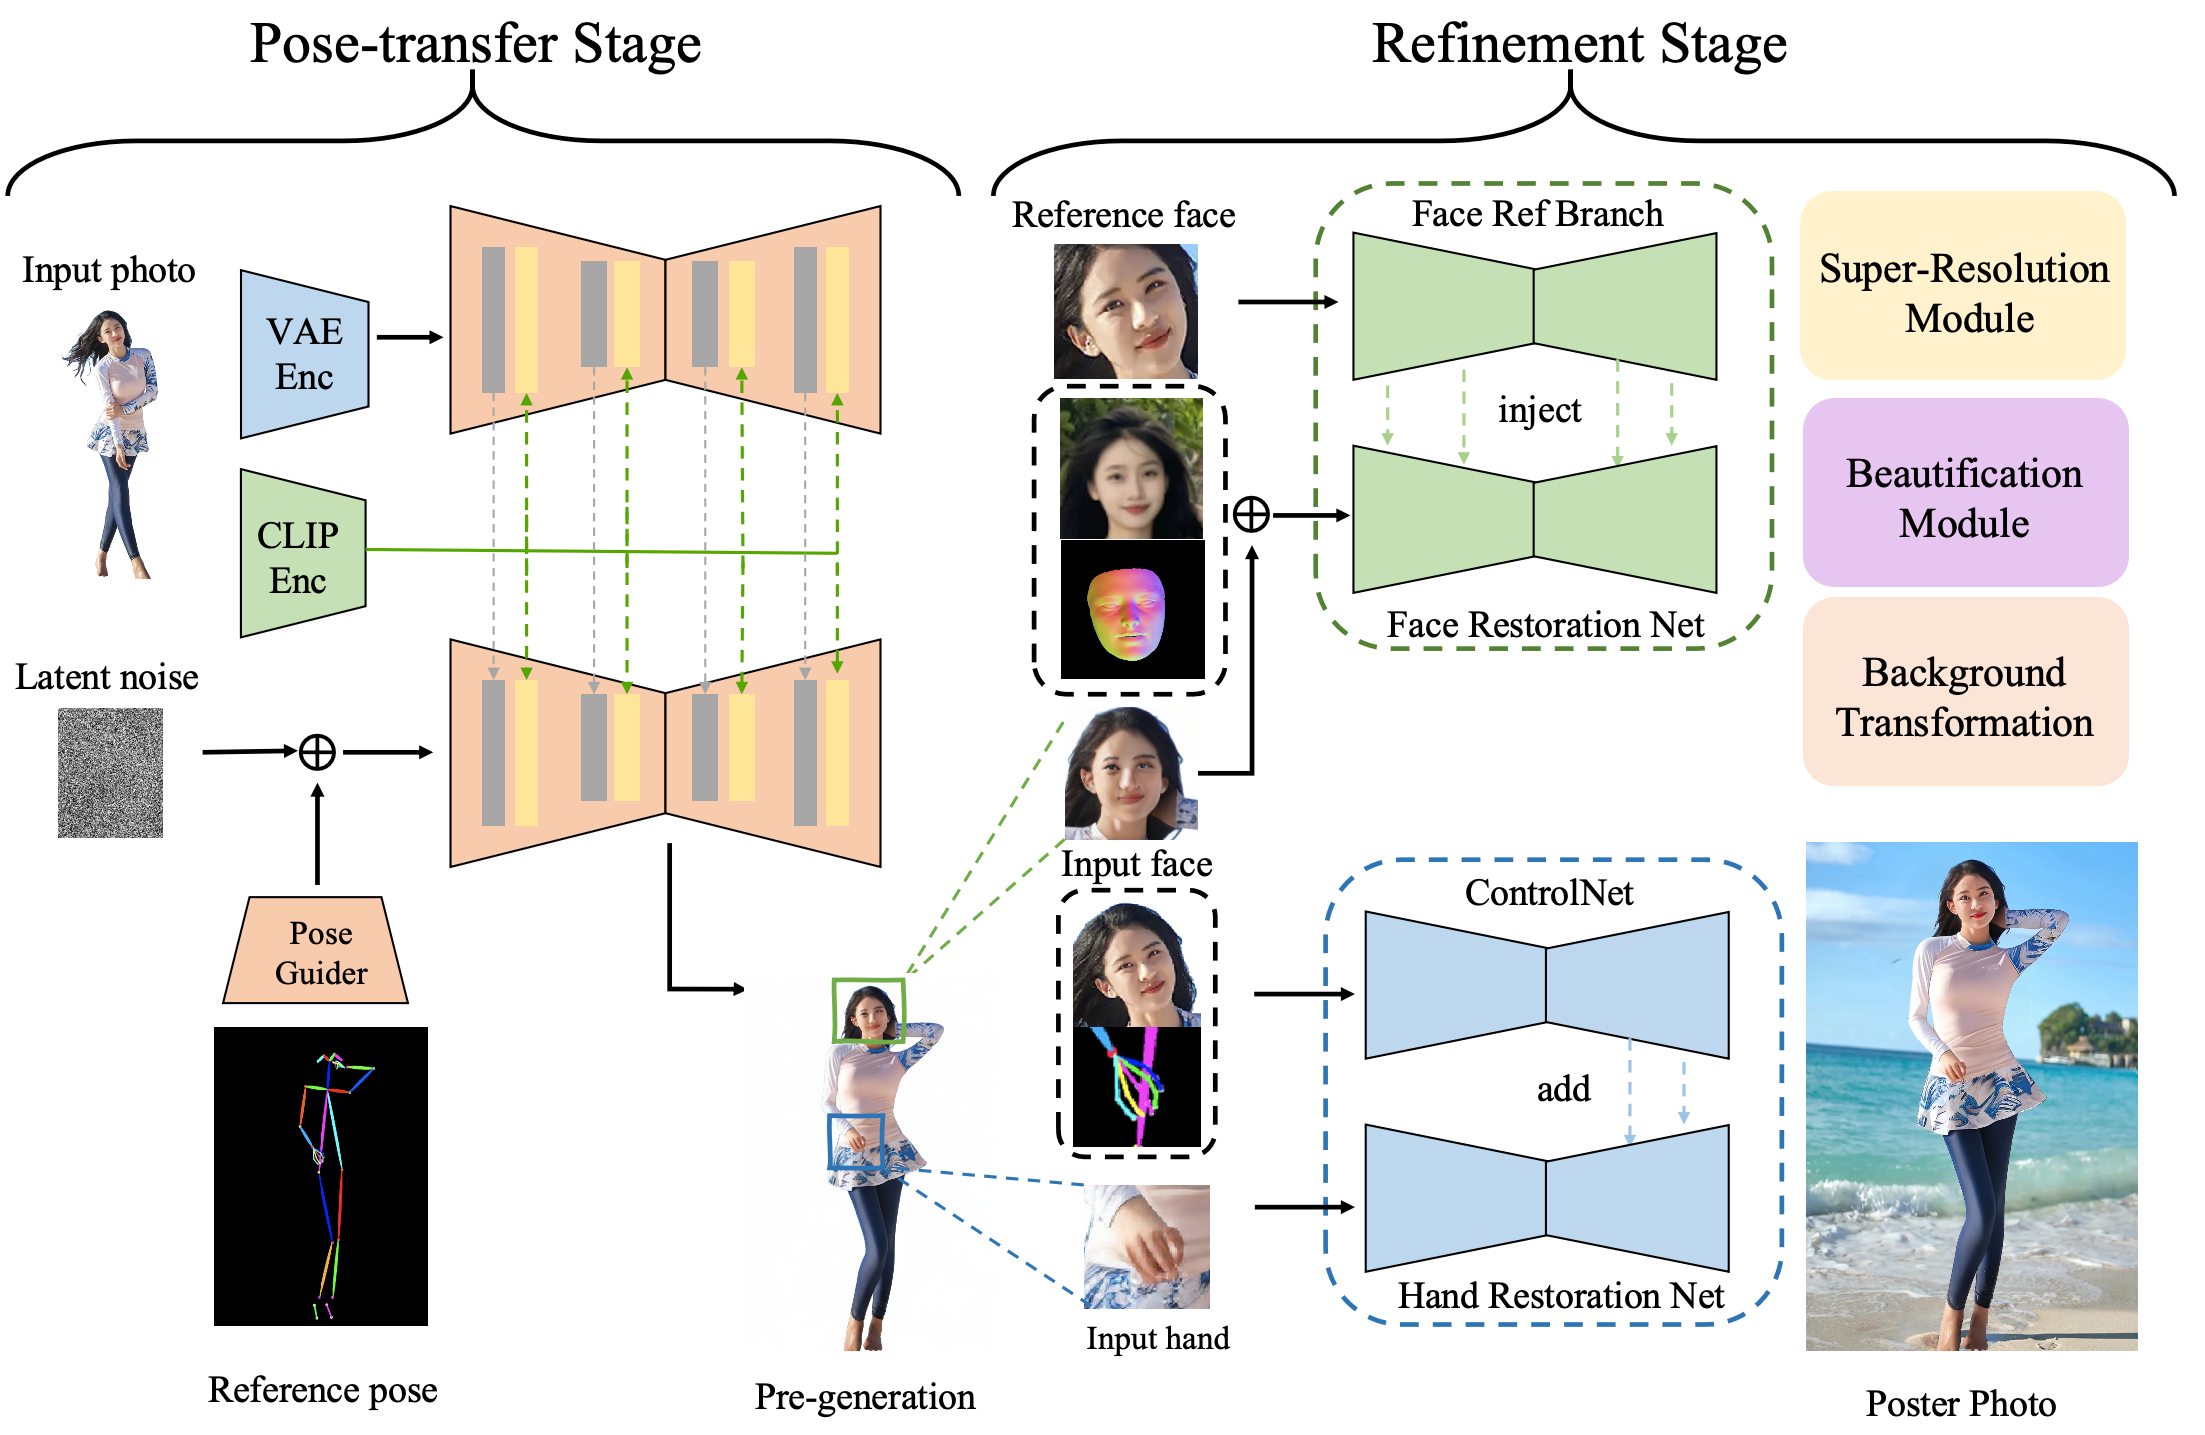 Pose-transfer Stage
Refinement Stage
Input photo
VAE
Enc
CLIP
Enc
Latent noise
Pose
Guider
Reference pose
Pre-generation
Reference face
Face Ref Branch
inject
Face Restoration Net
Input face
ControlNet
add
Hand Restoration Net
Input hand
Super-Resolution
Module
Beautification
Module
Background
Transformation
Poster Photo